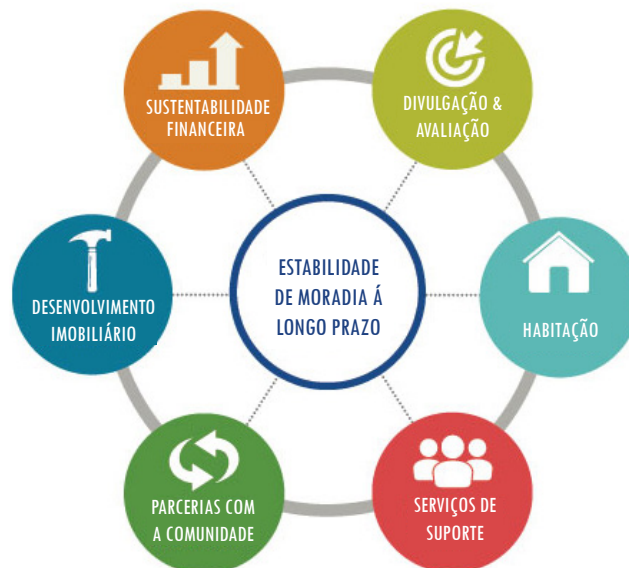 SUSTENTABILIDADE
FINANCEIRA
DIVULGAÇÃO &
AVALIAÇÃO
ESTABILIDADE
DE MORADIA Á
LONGO PRAZO
DESENVOLVIMENTO
IMOBILIÁRIO
HABITAÇÃO
PARCERIAS COM
A COMUNIDADE
SERVIÇOS DE
SUPORTE